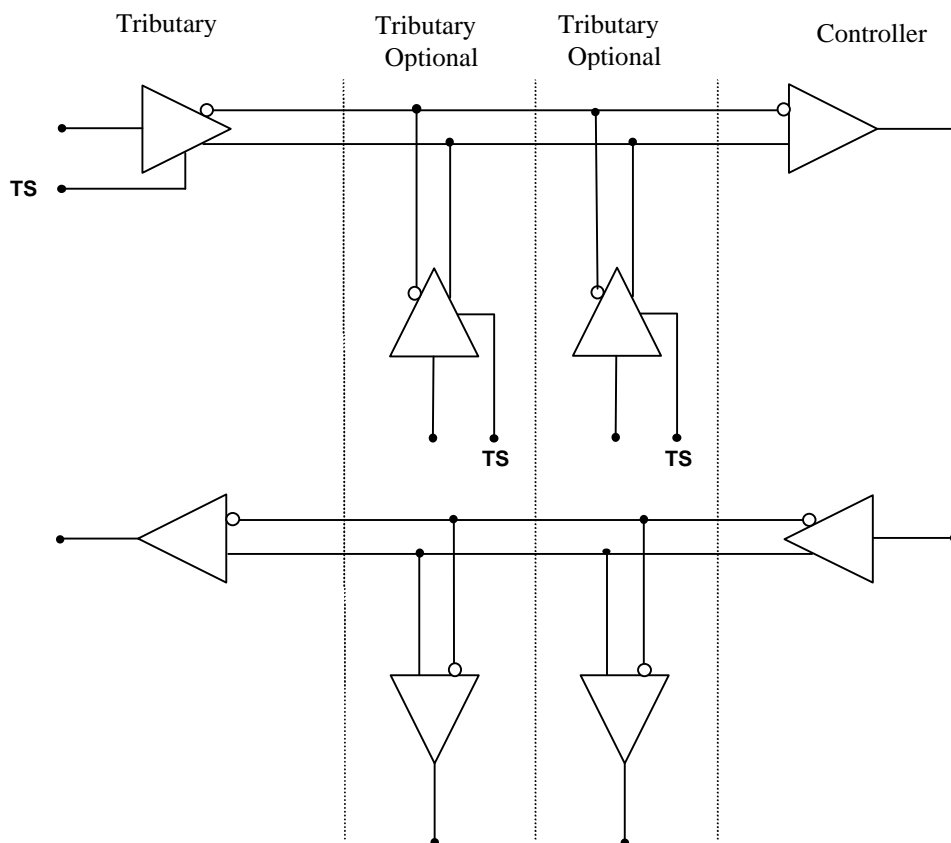 Tributary
Tributary
Optional
Tributary
Optional
Controller
TS
TS
TS